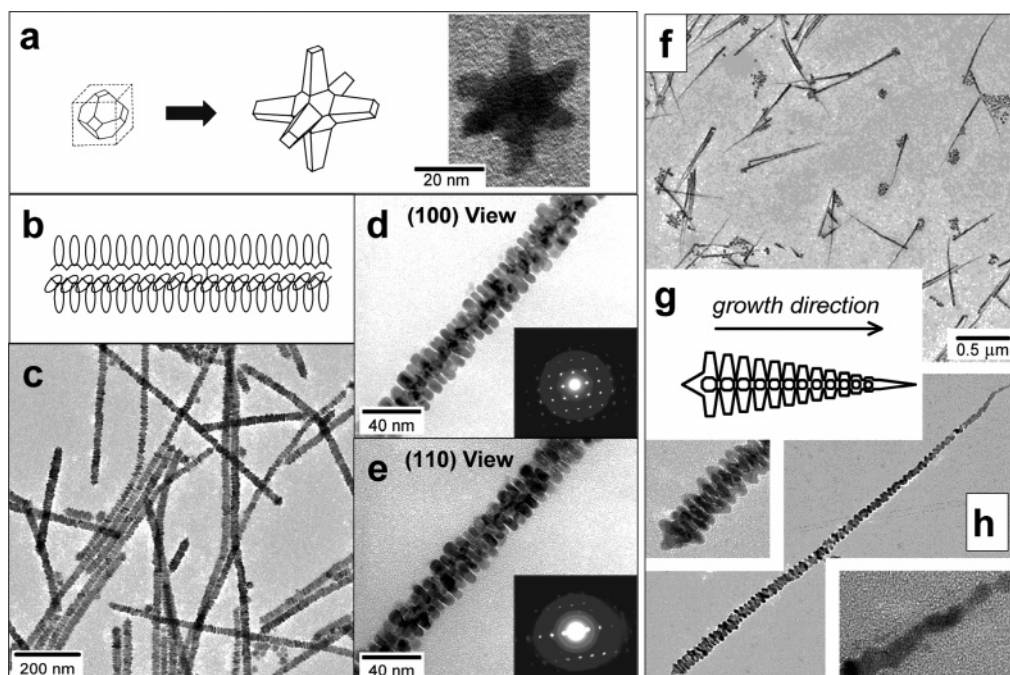 a
20 nm
b
c
200 nm
d
(100) View
40 nm
e
(110) View
40 nm
f
0.5 μm
g
growth direction
h